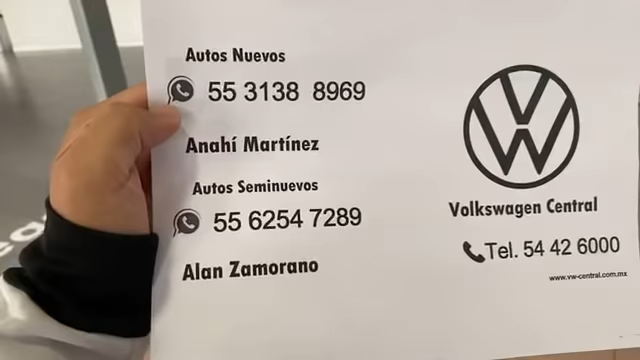 Autos Nuevos
55 3138 8969
Anahí Martínez
Autos Seminuevos
55 6254 7289
Alan Zamorano
Volkswagen Central
Tel. 54 42 6000
www.vw-central.com.mx